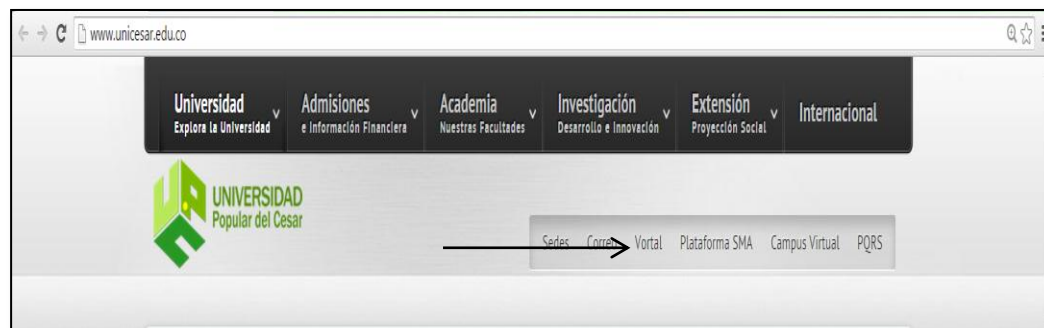 www.unicesar.edu.co
Universidad Admisiones Academia Investigación Extensión Internacional
Explora la Universidad e Información Financiera Nuestras Facultades Desarrollo e Innovación Proyección Social
UNIVERSIDAD
Popular del Cesar
Sedes Correo Vortal Plataforma SMA Campus Virtual PQRS